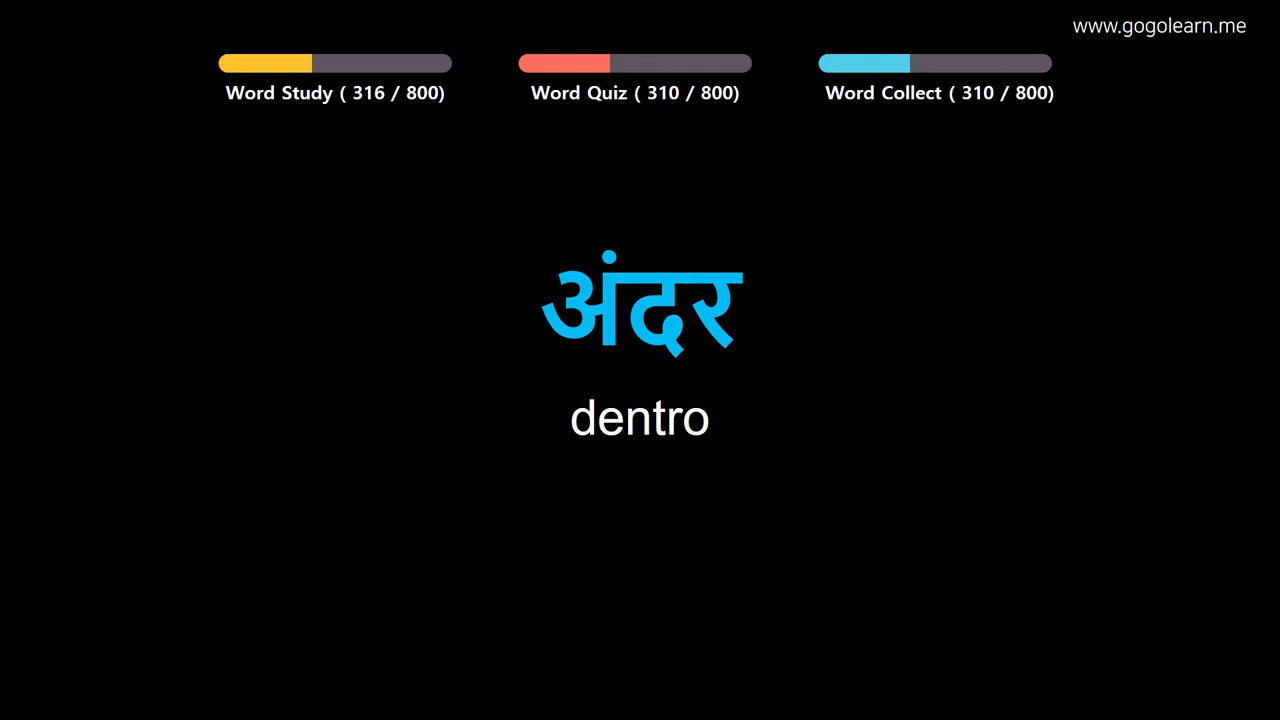 www.gogolearn.me
Word Study ( 316 / 800)
Word Quiz ( 310 / 800)
Word Collect ( 310 / 800)
अंदर
dentro